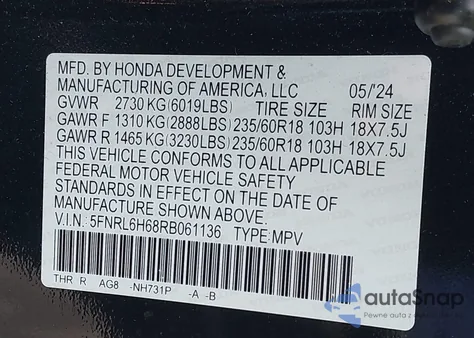 MFD. BY HONDA DEVELOPMENT &
MANUFACTURING OF AMERICA, LLC 05/'24
GVWR 2730 KG(6019LBS) TIRE SIZE RIM SIZE
GAWR F 1310 KG(2888LBS) 235/60R18 103H 18X7.5J
GAWR R 1465 KG(3230LBS) 235/60R18 103H 18X7.5J
THIS VEHICLE CONFORMS TO ALL APPLICABLE
FEDERAL MOTOR VEHICLE SAFETY
STANDARDS IN EFFECT ON THE DATE OF
MANUFACTURE SHOWN ABOVE.
V.I.N: 5FNRL6H68RB061136 TYPE: MPV
THR R AG8 -NH731P -A -B
autoSnap
Pewne auta z